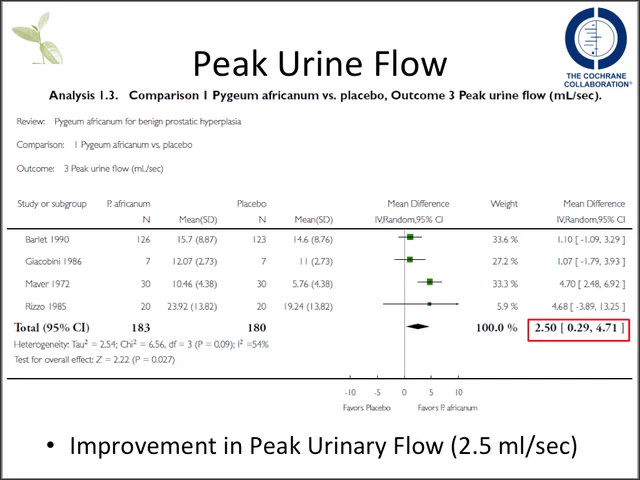 Peak Urine Flow
THE COCHRANE
COLLABORATION®
Analysis 1.3. Comparison 1 Pygeum africanum vs. placebo, Outcome 3 Peak urine flow (mL/sec).
Review: Pygeum africanum for benign prostatic hyperplasia
Comparison: 1 Pygeum africanum vs. placebo
Outcome: 3 Peak urine flow (mL/sec)
Study or subgroup P. africanum Placebo Mean Difference Weight Mean Difference
N Mean(SD) N Mean(SD) IV,Random,95% CI IV,Random,95% CI
Barlet 1990 126 15.7 (8.87) 123 14.6 (8.76) 33.6 % 1.10 [ -1.09, 3.29 ]
Giacobini 1986 7 12.07 (2.73) 7 11 (2.73) 27.2 % 1.07 [ -1.79, 3.93 ]
Maver 1972 30 10.46 (4.38) 30 5.76 (4.38) 33.3 % 4.70 [ 2.48, 6.92 ]
Rizzo 1985 20 23.92 (13.82) 20 19.24 (13.82) 5.9 % 4.68 [ -3.89, 13.25 ]
Total (95% CI) 183 180 100.0 % 2.50 [ 0.29, 4.71 ]
Heterogeneity: Tau² = 2.54; Chi² = 6.56, df = 3 (P = 0.09); I² =54%
Test for overall effect: Z = 2.22 (P = 0.027)
-10 -5 0 5 10
Favors Placebo Favors P. africanum
• Improvement in Peak Urinary Flow (2.5 ml/sec)